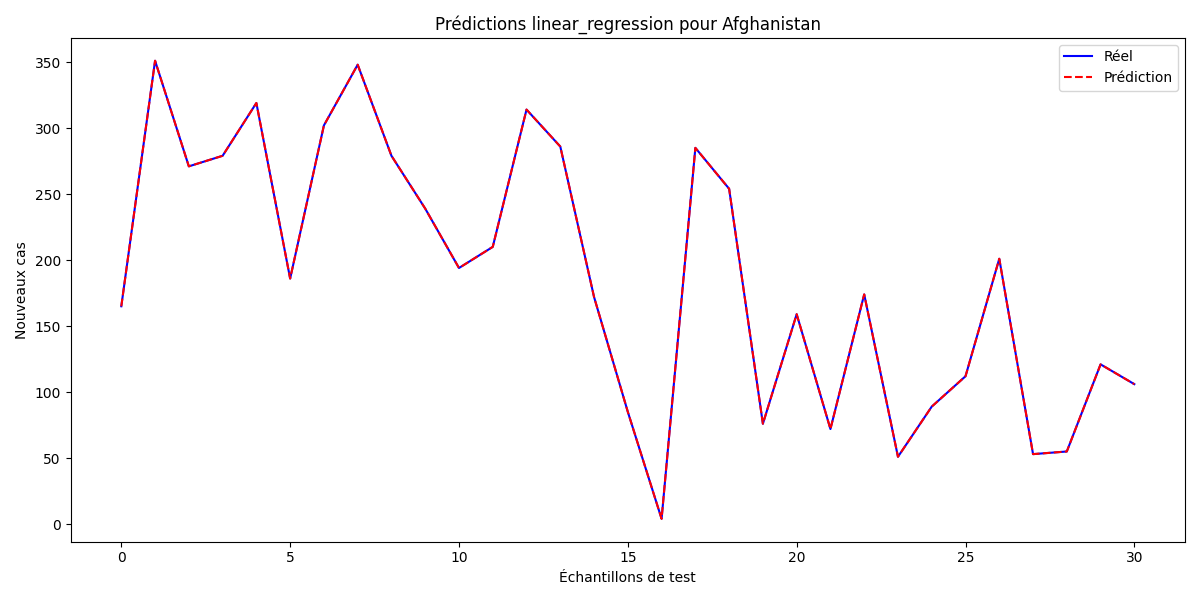 Prédictions linear_regression pour Afghanistan
Réel
Prédiction
Nouveaux cas
350
300
250
200
150
100
50
0
0 5 10 15 20 25 30
Échantillons de test